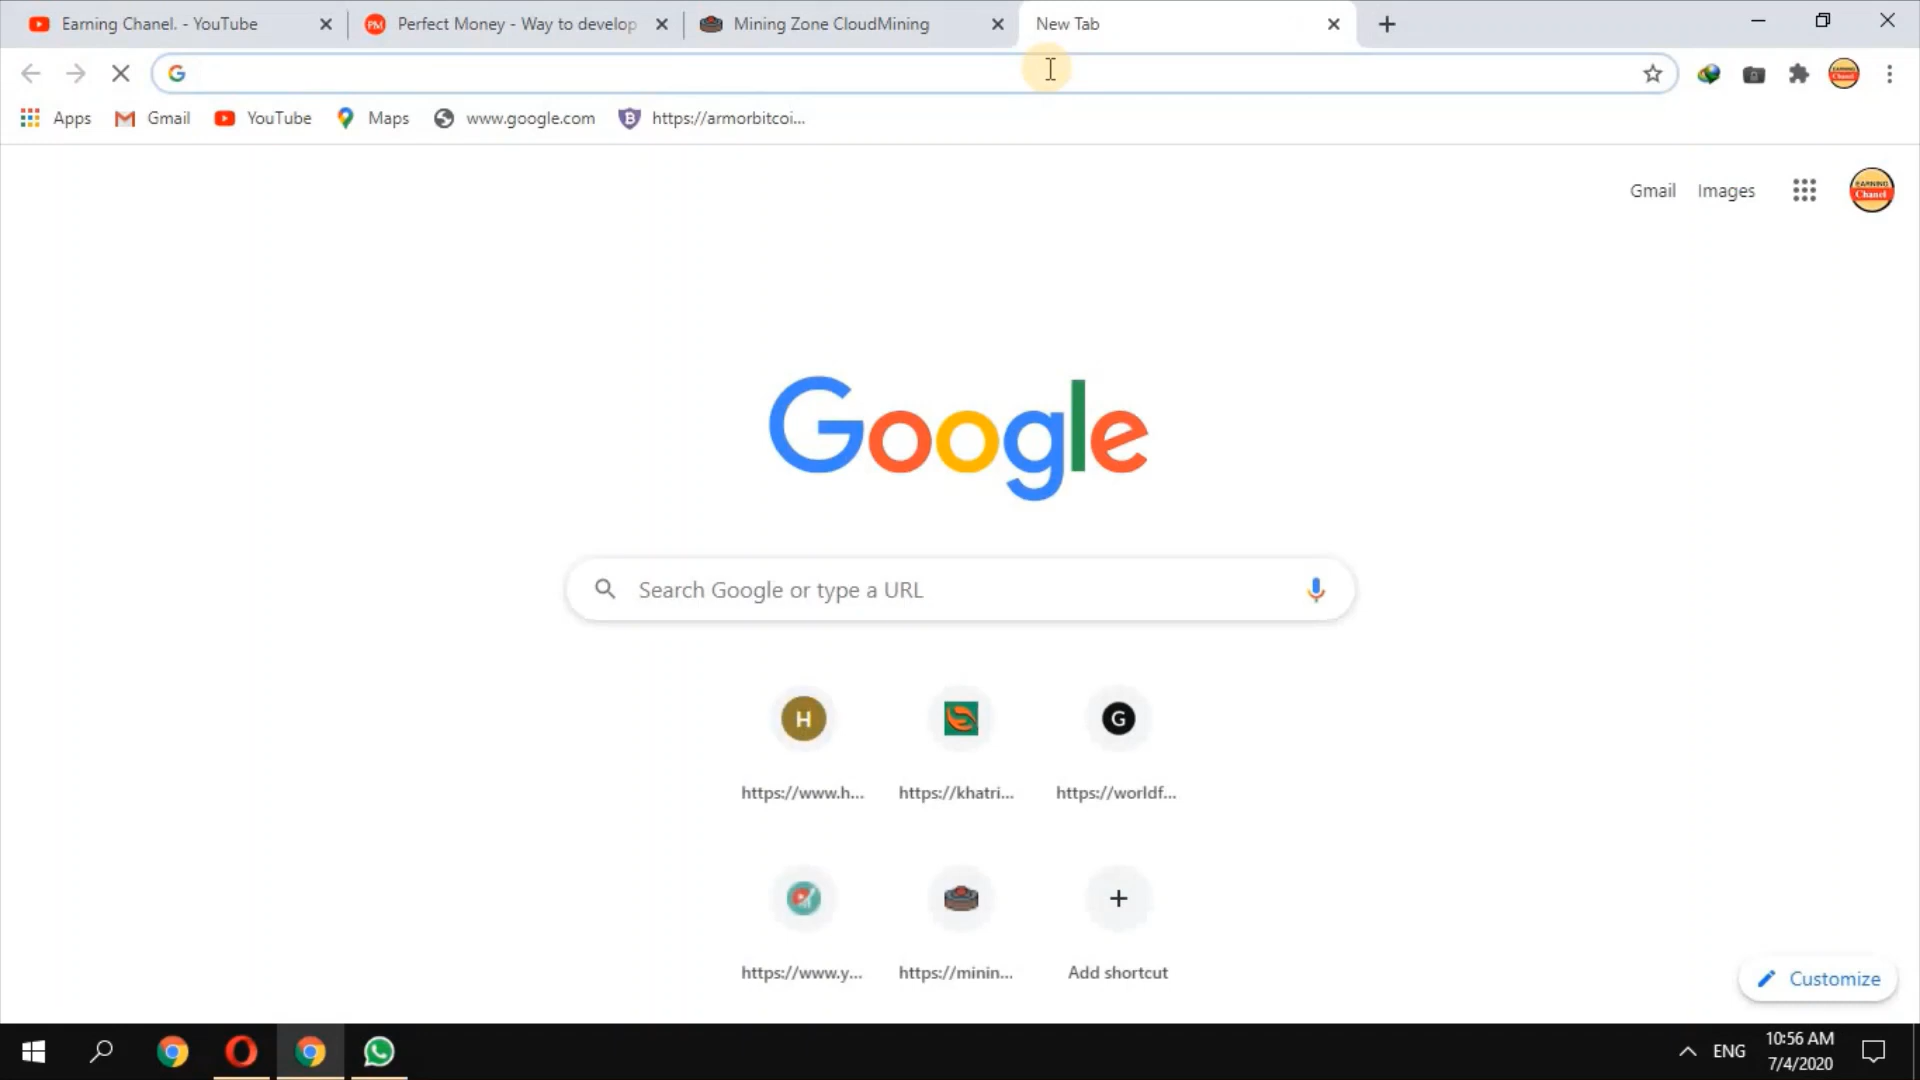 Earning Chanel. - YouTube
Perfect Money - Way to develop
Mining Zone CloudMining
New Tab
Apps
Gmail
YouTube
Maps
www.google.com
https://armorbitcoi...
Gmail
Images
EARNING
Chanel
Google
Search Google or type a URL
H
G
https://www.h...
https://khatri...
https://worldf...
https://www.y...
https://minin...
Add shortcut
Customize
ENG
10:56 AM
7/4/2020